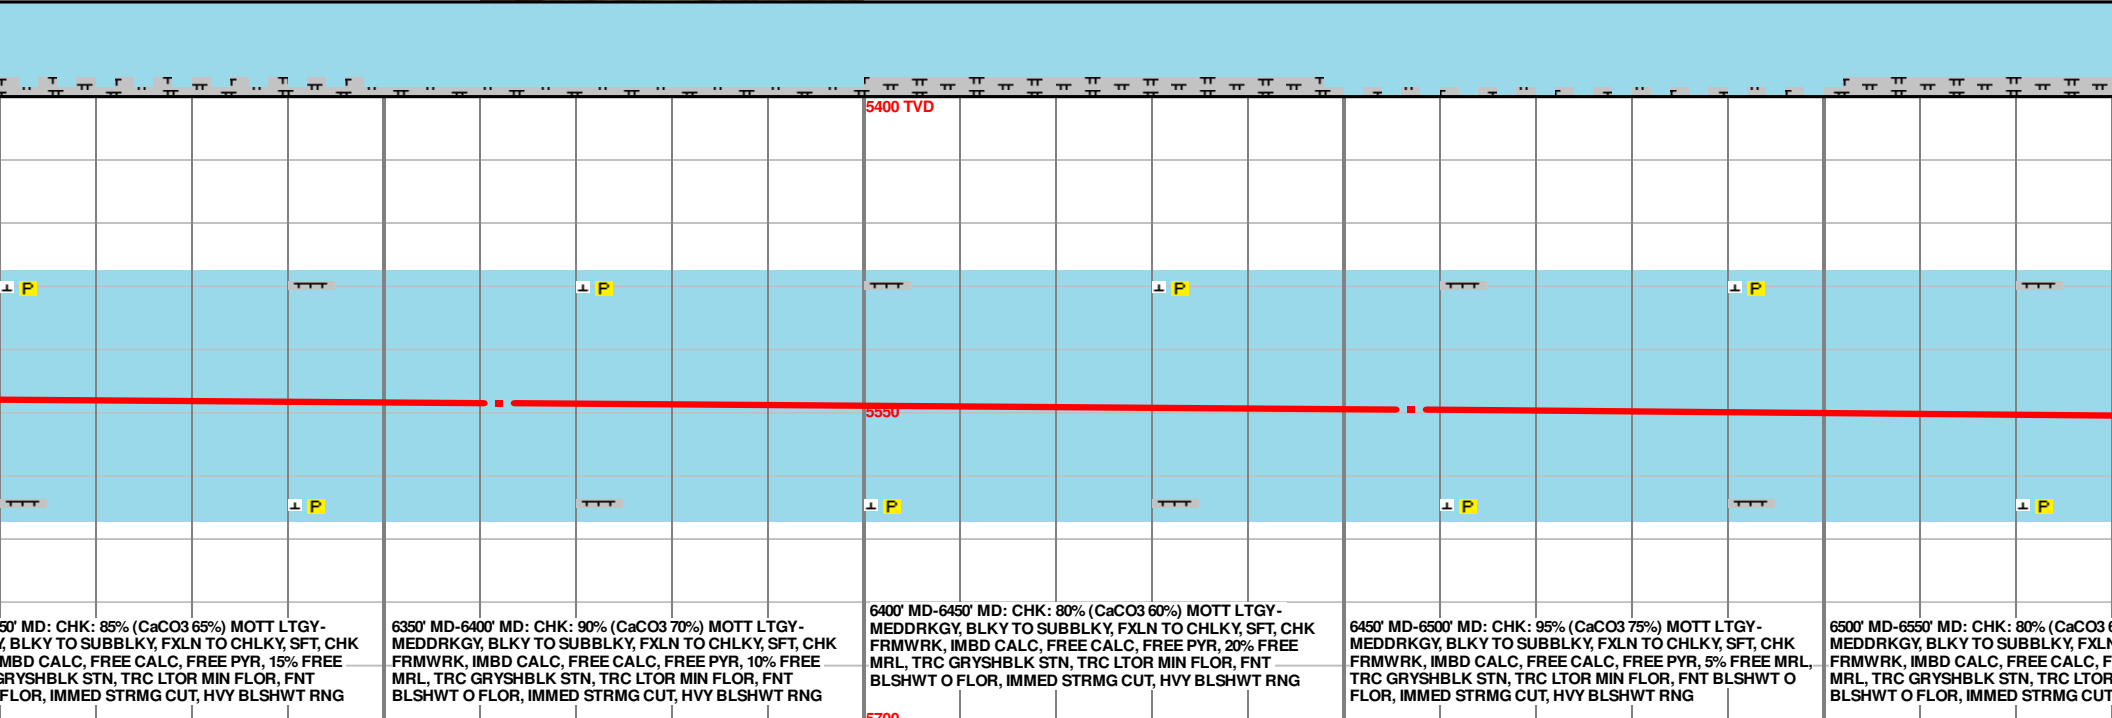 5400 TVD
P
P
P
P
5550
P
P
P
P
50' MD: CHK: 85% (CaCO3 65%) MOTT LTGY-
Y, BLKY TO SUBBLKY, FXLN TO CHLKY, SFT, CHK
MBD CALC, FREE CALC, FREE PYR, 15% FREE
GRYSHBLK STN, TRC LTOR MIN FLOR, FNT
FLOR, IMMED STRMG CUT, HVY BLSHWT RNG
6350' MD-6400' MD: CHK: 90% (CaCO3 70%) MOTT LTGY-
MEDDRKGY, BLKY TO SUBBLKY, FXLN TO CHLKY, SFT, CHK
FRMWRK, IMBD CALC, FREE CALC, FREE PYR, 10% FREE
MRL, TRC GRYSHBLK STN, TRC LTOR MIN FLOR, FNT
BLSHWT O FLOR, IMMED STRMG CUT, HVY BLSHWT RNG
6400' MD-6450' MD: CHK: 80% (CaCO3 60%) MOTT LTGY-
MEDDRKGY, BLKY TO SUBBLKY, FXLN TO CHLKY, SFT, CHK
FRMWRK, IMBD CALC, FREE CALC, FREE PYR, 20% FREE
MRL, TRC GRYSHBLK STN, TRC LTOR MIN FLOR, FNT
BLSHWT O FLOR, IMMED STRMG CUT, HVY BLSHWT RNG
6450' MD-6500' MD: CHK: 95% (CaCO3 75%) MOTT LTGY-
MEDDRKGY, BLKY TO SUBBLKY, FXLN TO CHLKY, SFT, CHK
FRMWRK, IMBD CALC, FREE CALC, FREE PYR, 5% FREE MRL,
TRC GRYSHBLK STN, TRC LTOR MIN FLOR, FNT BLSHWT O
FLOR, IMMED STRMG CUT, HVY BLSHWT RNG
6500' MD-6550' MD: CHK: 80% (CaCO3 6
MEDDRKGY, BLKY TO SUBBLKY, FXLN
FRMWRK, IMBD CALC, FREE CALC, F
MRL, TRC GRYSHBLK STN, TRC LTOR
BLSHWT O FLOR, IMMED STRMG CUT
5700